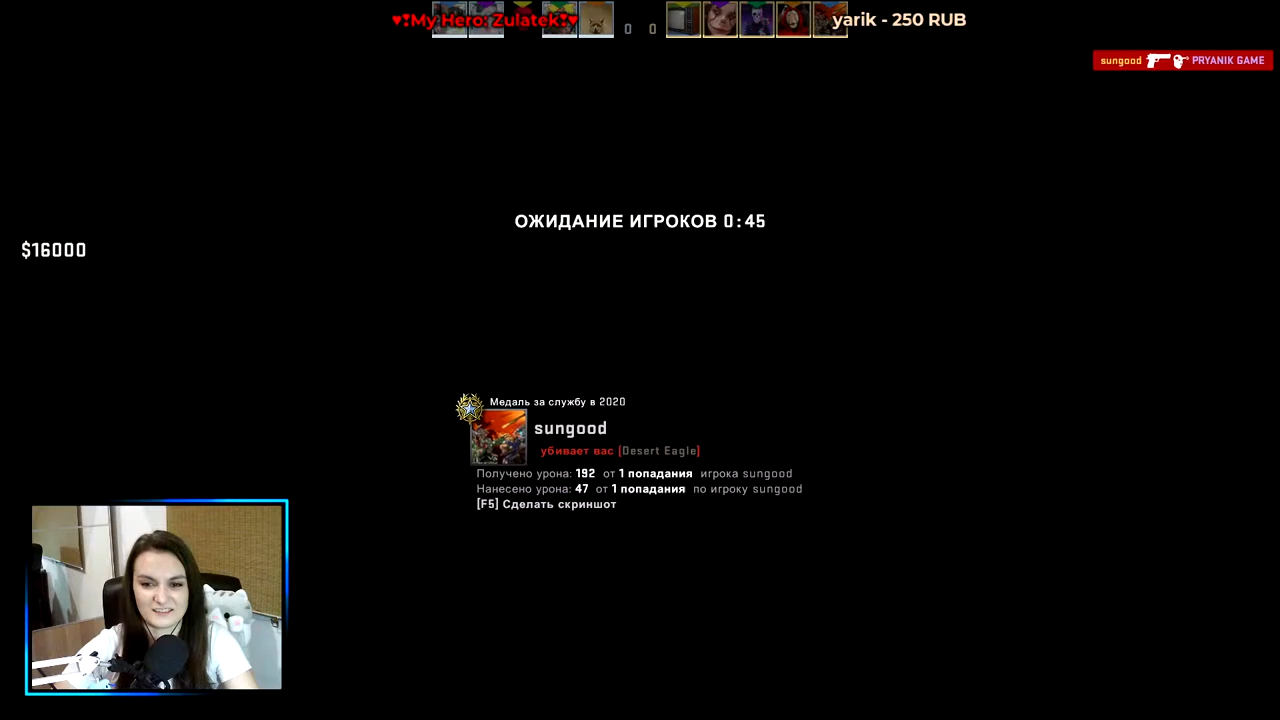 ♥❣My Hero: Zulatek❣♥
0 0
yarik - 250 RUB
sungood PRYANIK GAME
ОЖИДАНИЕ ИГРОКОВ 0:45
$16000
Медаль за службу в 2020
sungood
убивает вас [Desert Eagle]
Получено урона: 192 от 1 попадания игрока sungood
Нанесено урона: 47 от 1 попадания по игроку sungood
[F5] Сделать скриншот